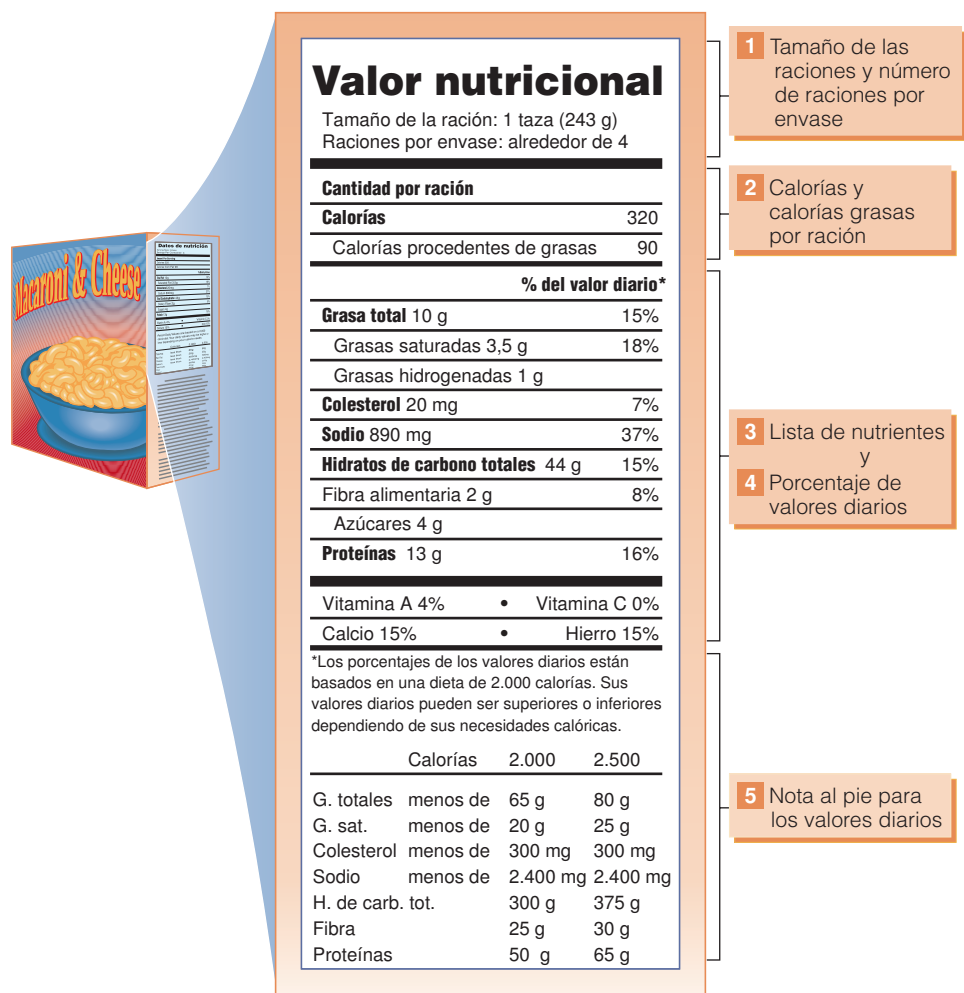 Macaroni & Cheese
Datos de nutrición
Valor nutricional
Tamaño de la ración: 1 taza (243 g)
Raciones por envase: alrededor de 4
Cantidad por ración
Calorías 320
Calorías procedentes de grasas 90
% del valor diario*
Grasa total 10 g 15%
Grasas saturadas 3,5 g 18%
Grasas hidrogenadas 1 g
Colesterol 20 mg 7%
Sodio 890 mg 37%
Hidratos de carbono totales 44 g 15%
Fibra alimentaria 2 g 8%
Azúcares 4 g
Proteínas 13 g 16%
Vitamina A 4% • Vitamina C 0%
Calcio 15% • Hierro 15%
*Los porcentajes de los valores diarios están
basados en una dieta de 2.000 calorías. Sus
valores diarios pueden ser superiores o inferiores
dependiendo de sus necesidades calóricas.
Calorías 2.000 2.500
G. totales menos de 65 g 80 g
G. sat. menos de 20 g 25 g
Colesterol menos de 300 mg 300 mg
Sodio menos de 2.400 mg 2.400 mg
H. de carb. tot. 300 g 375 g
Fibra 25 g 30 g
Proteínas 50 g 65 g
1 Tamaño de las
raciones y número
de raciones por
envase
2 Calorías y
calorías grasas
por ración
3 Lista de nutrientes
y
4 Porcentaje de
valores diarios
5 Nota al pie para
los valores diarios